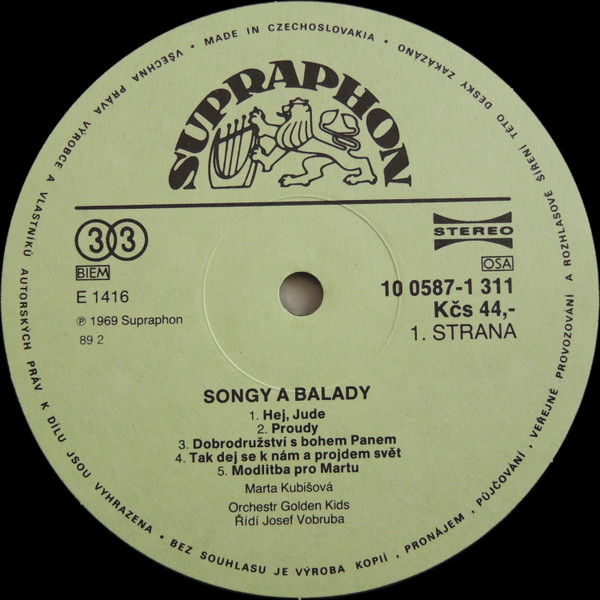 • MADE IN CZECHOSLOVAKIA •
VŠECHNA PRÁVA VÝROBCE A VLASTNÍKŮ AUTORSKÝCH PRÁV K DÍLU JSOU VYHRAZENA • BEZ SOUHLASU JE VÝROBA KOPIÍ, PRONÁJEM, PŮJČOVÁNÍ, VEŘEJNÉ PROVOZOVÁNÍ A ROZHLASOVÉ ŠÍŘENÍ TÉTO DESKY ZAKÁZÁNO
SUPRAPHON
33
STEREO
BIEM
OSA
E 1416
10 0587-1 311
Kčs 44,-
℗ 1969 Supraphon
1. STRANA
89 2
SONGY A BALADY
1. Hej, Jude
2. Proudy
3. Dobrodružství s bohem Panem
4. Tak dej se k nám a projdem svět
5. Modlitba pro Martu
Marta Kubišová
Orchestr Golden Kids
Řídí Josef Vobruba